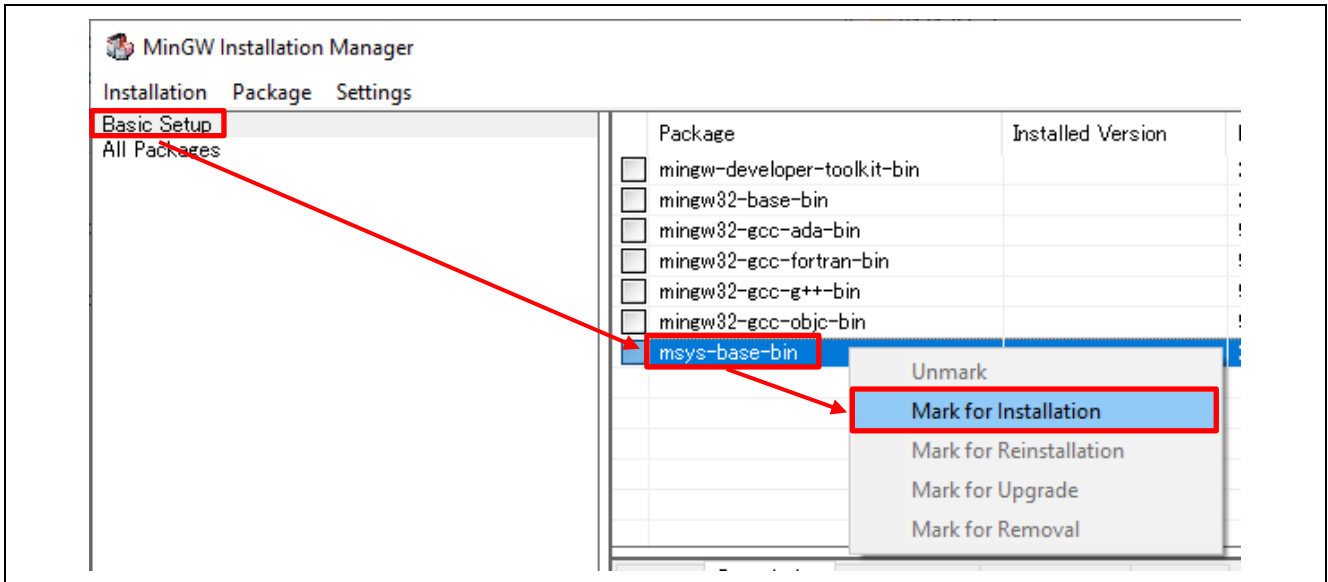 MinGW Installation Manager
Installation Package Settings
Basic Setup
All Packages
Package Installed Version
mingw-developer-toolkit-bin
mingw32-base-bin
mingw32-gcc-ada-bin
mingw32-gcc-fortran-bin
mingw32-gcc-g++-bin
mingw32-gcc-objc-bin
msys-base-bin
Unmark
Mark for Installation
Mark for Reinstallation
Mark for Upgrade
Mark for Removal